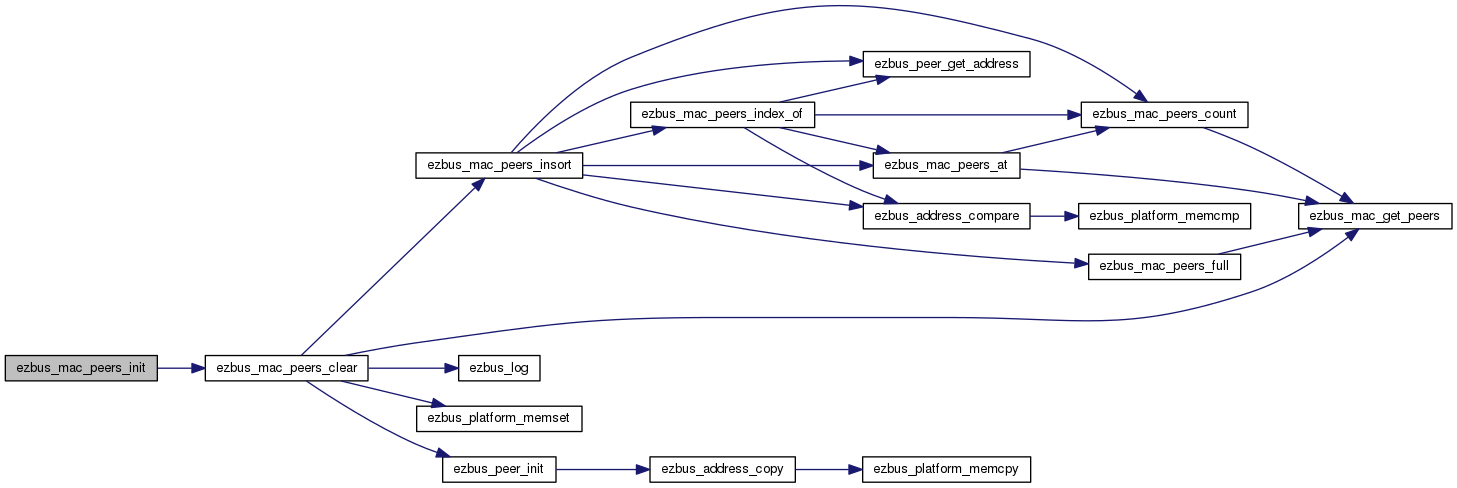 ezbus_peer_get_address
ezbus_mac_peers_index_of
ezbus_mac_peers_count
ezbus_mac_peers_insort
ezbus_mac_peers_at
ezbus_address_compare
ezbus_platform_memcmp
ezbus_mac_get_peers
ezbus_mac_peers_full
ezbus_mac_peers_init
ezbus_mac_peers_clear
ezbus_log
ezbus_platform_memset
ezbus_peer_init
ezbus_address_copy
ezbus_platform_memcpy